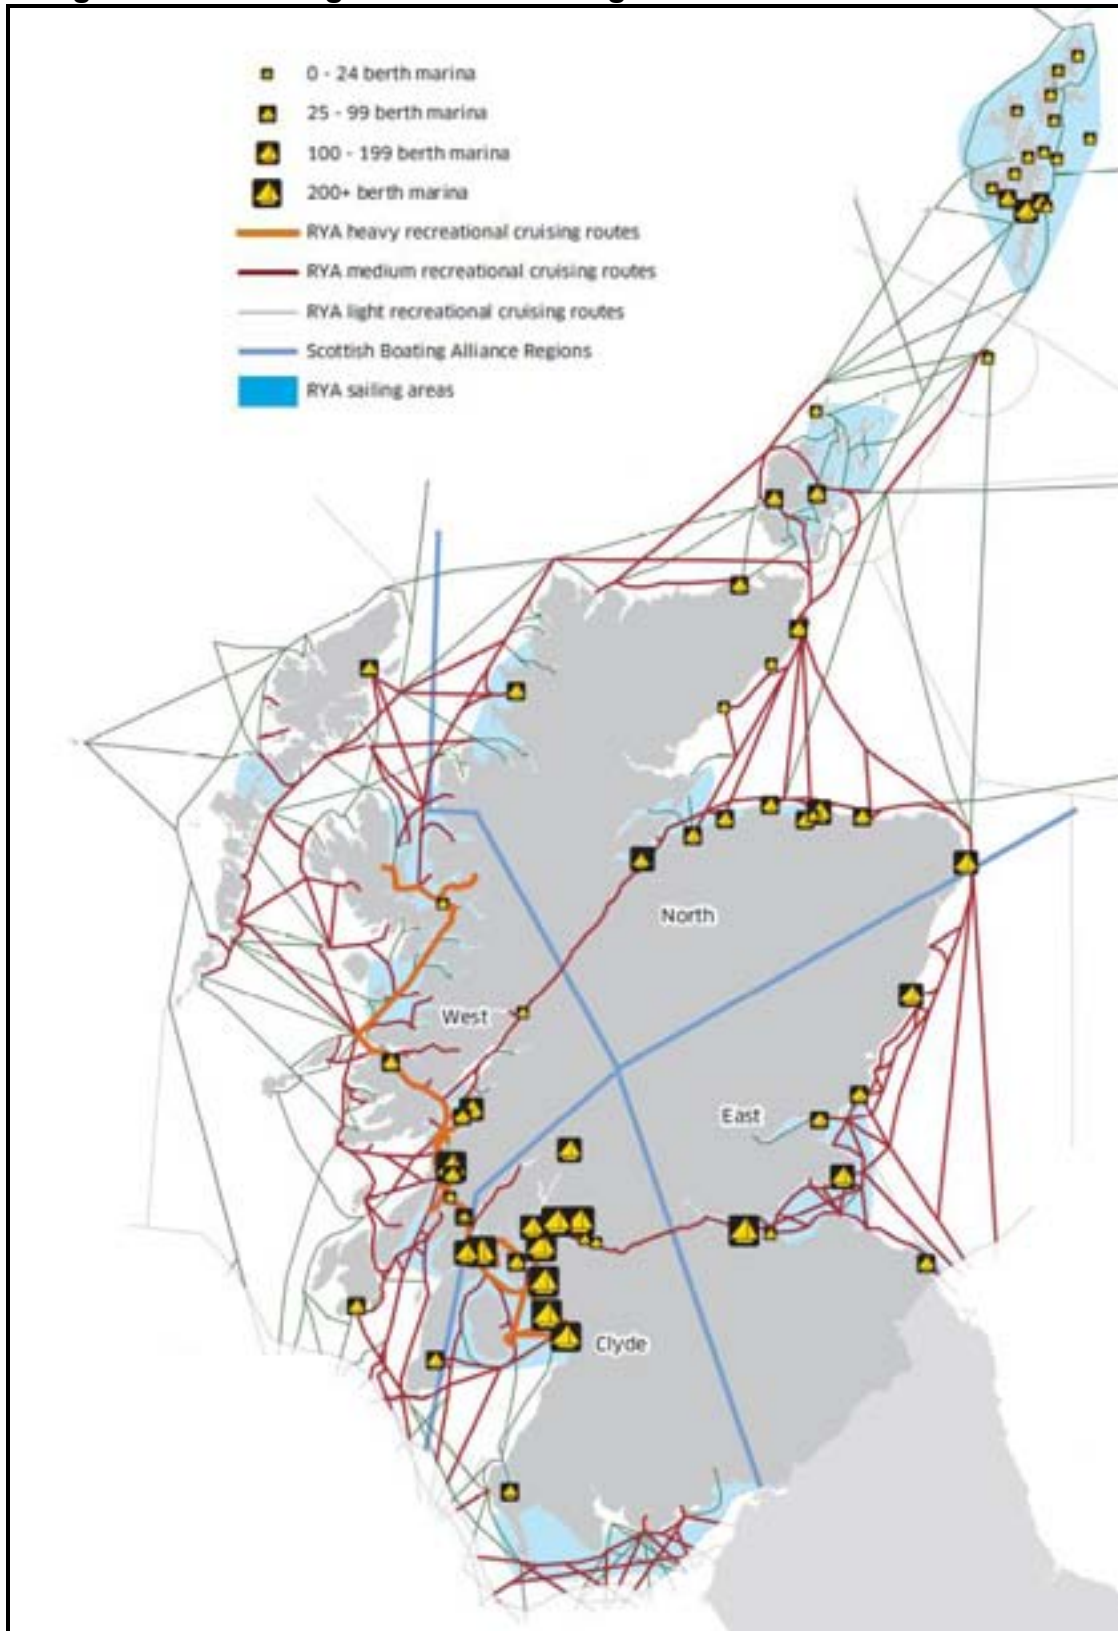 0 - 24 berth marina
25 - 99 berth marina
100 - 199 berth marina
200+ berth marina
RYA heavy recreational cruising routes
RYA medium recreational cruising routes
RYA light recreational cruising routes
Scottish Boating Alliance Regions
RYA sailing areas
North
West
East
Clyde